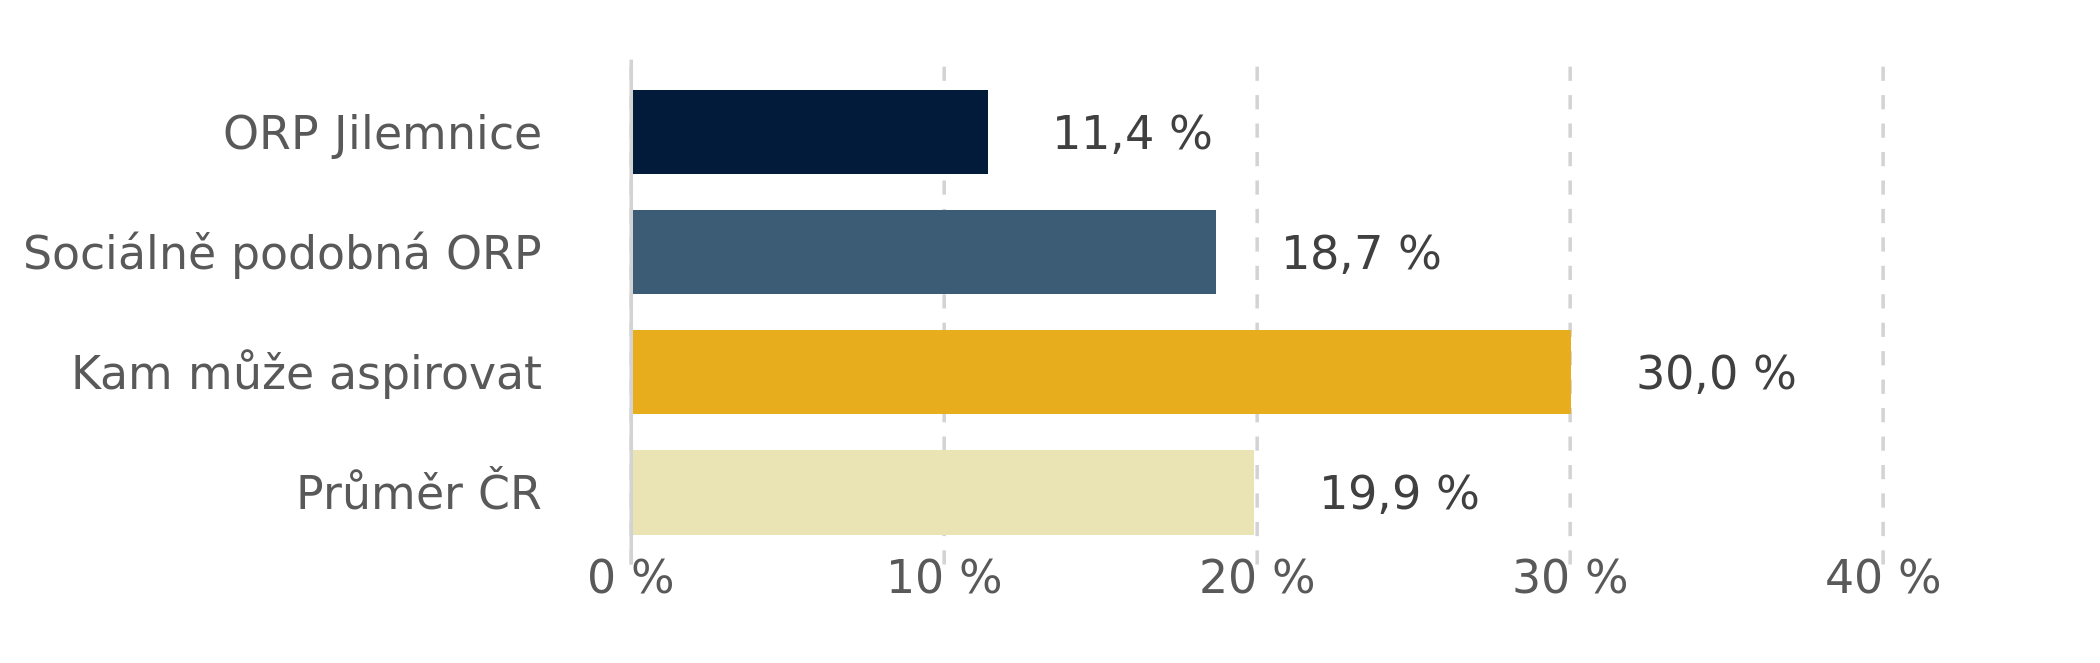 ORP Jilemnice
11,4 %
Sociálně podobná ORP
18,7 %
Kam může aspirovat
30,0 %
Průměr ČR
19,9 %
0 %
10 %
20 %
30 %
40 %